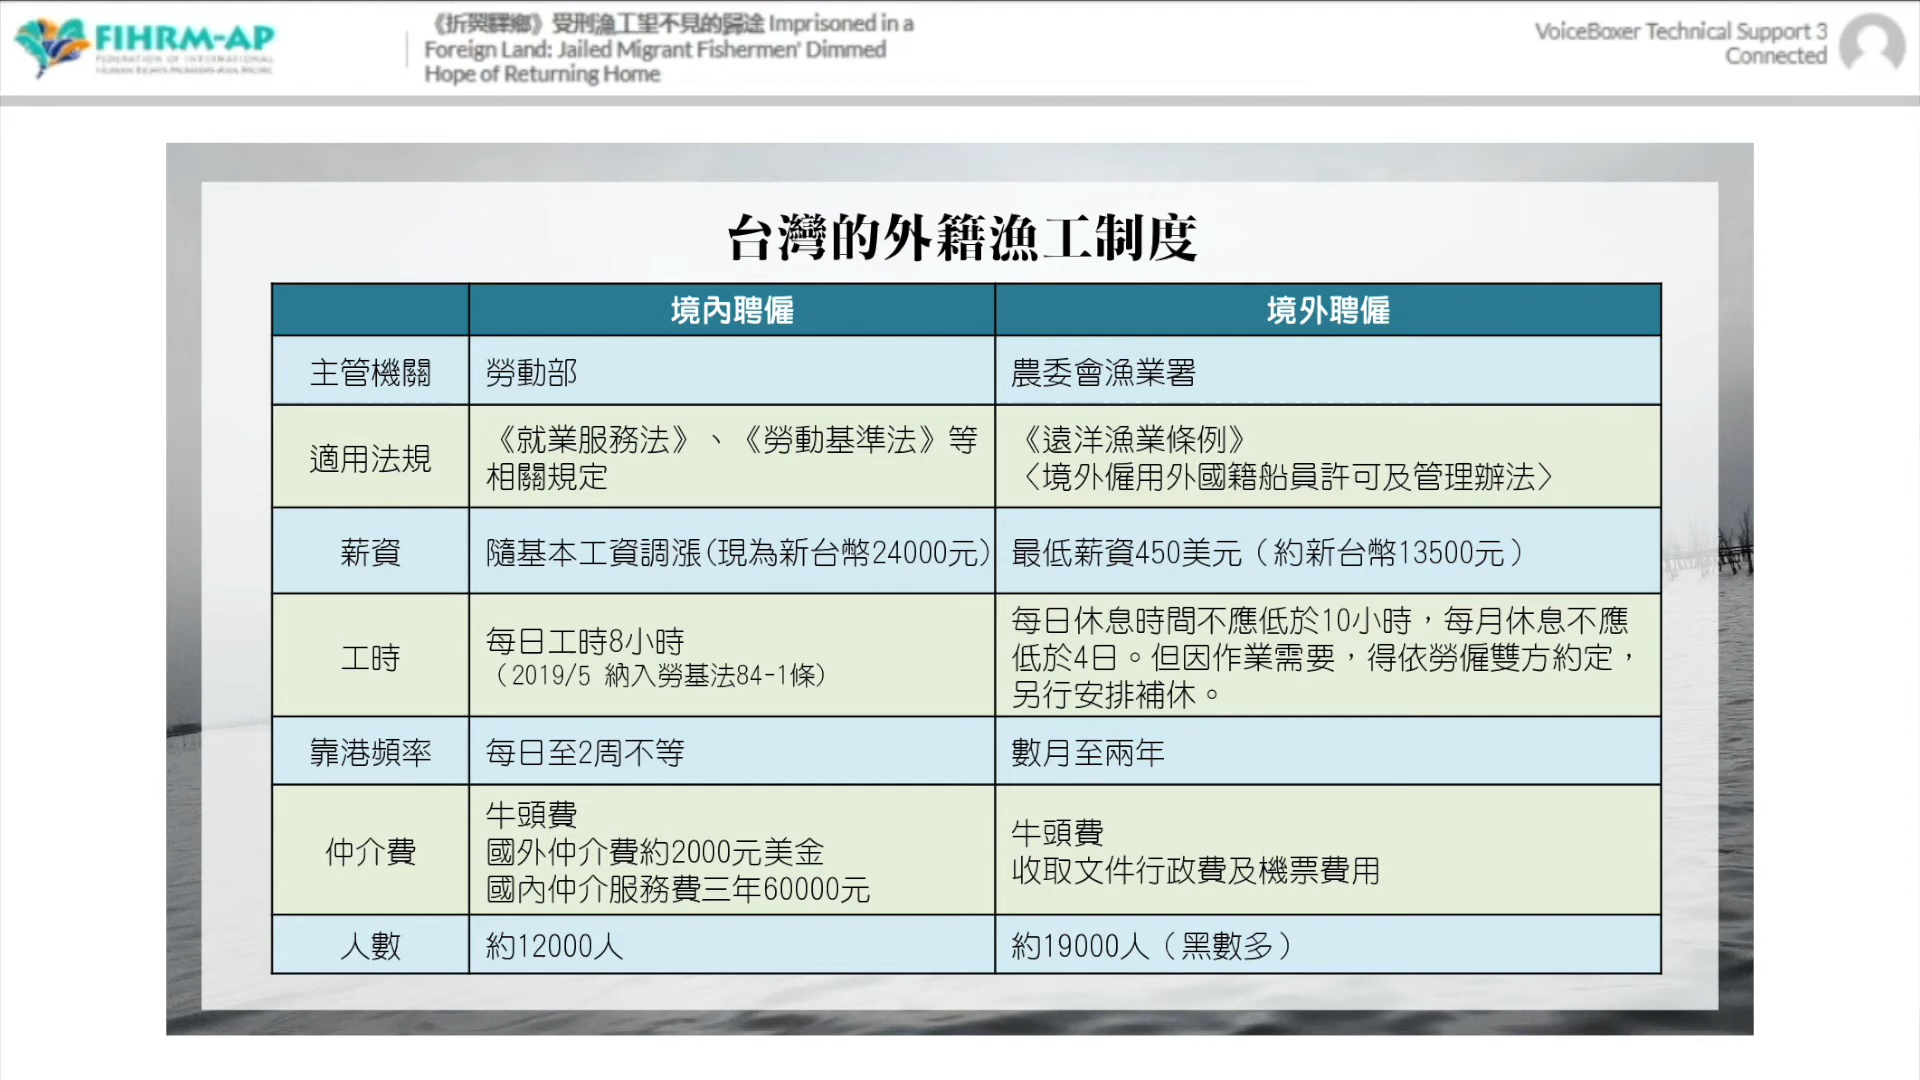 FIHRM-AP
FEDERATION OF INTERNATIONAL
HUMAN RIGHTS MUSEUMS-ASIA PACIFIC
受刑漁工望不見的歸途 Imprisoned in a
Foreign Land: Jailed Migrant Fishermen' Dimmed
Hope of Returning Home
VoiceBoxer Technical Support 3
Connected
台灣的外籍漁工制度
境內聘僱
境外聘僱
主管機關
勞動部
農委會漁業署
適用法規
《就業服務法》、《勞動基準法》等
相關規定
《遠洋漁業條例》
〈境外僱用外國籍船員許可及管理辦法〉
薪資
隨基本工資調漲(現為新台幣24000元)
最低薪資450美元（約新台幣13500元）
工時
每日工時8小時
（2019/5 納入勞基法84-1條）
每日休息時間不應低於10小時，每月休息不應
低於4日。但因作業需要，得依勞僱雙方約定，
另行安排補休。
靠港頻率
每日至2周不等
數月至兩年
仲介費
牛頭費
國外仲介費約2000元美金
國內仲介服務費三年60000元
牛頭費
收取文件行政費及機票費用
人數
約12000人
約19000人（黑數多）